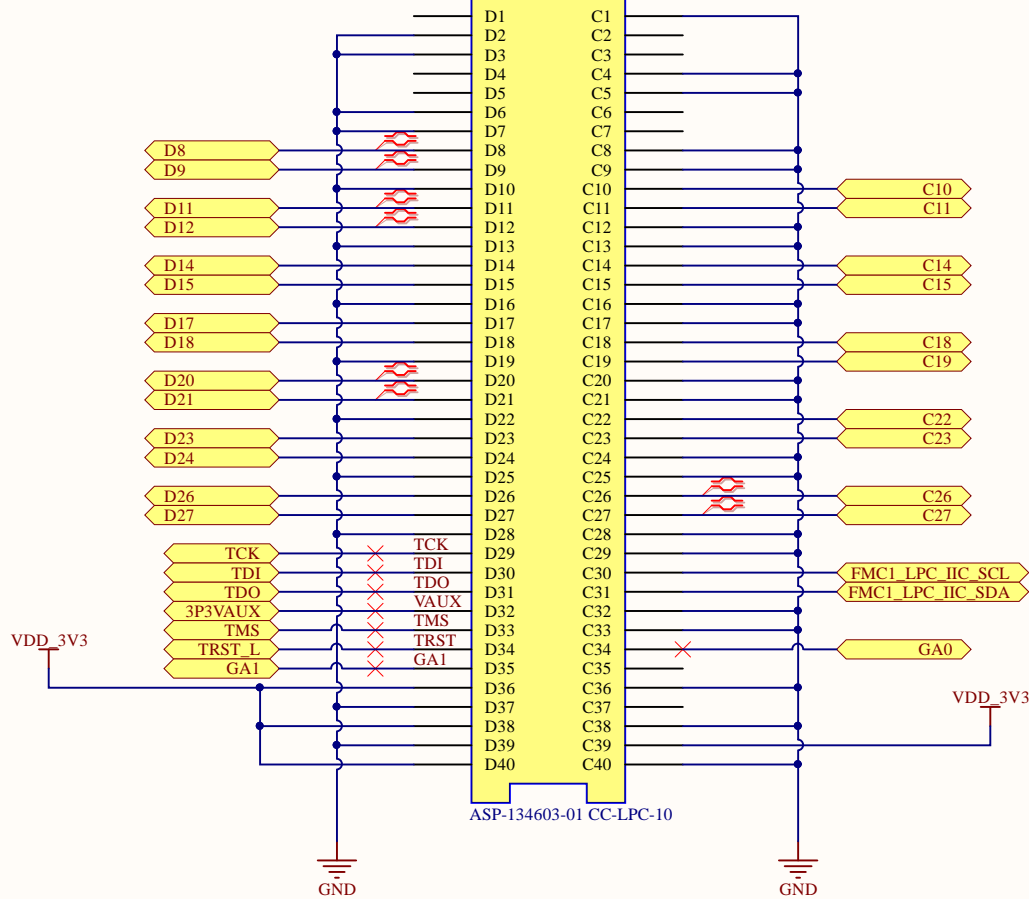 D1 C1
D2 C2
D3 C3
D4 C4
D5 C5
D6 C6
D7 C7
D8 D8 C8
D9 D9 C9
D10 C10 C10
D11 D11 C11 C11
D12 D12 C12
D13 C13
D14 D14 C14 C14
D15 D15 C15 C15
D16 C16
D17 D17 C17
D18 D18 C18 C18
D19 C19 C19
D20 D20 C20
D21 D21 C21
D22 C22 C22
D23 D23 C23 C23
D24 D24 C24
D25 C25
D26 D26 C26 C26
D27 D27 C27 C27
D28 C28
TCK TCK D29 C29
TDI TDI D30 C30 FMC1_LPC_IIC_SCL
TDO TDO D31 C31 FMC1_LPC_IIC_SDA
3P3VAUX VAUX D32 C32
TMS TMS D33 C33
TRST_L TRST D34 C34 GA0
GA1 GA1 D35 C35
VDD_3V3
D36 C36
D37 C37
VDD_3V3
D38 C38
D39 C39
D40 C40
ASP-134603-01 CC-LPC-10
GND GND